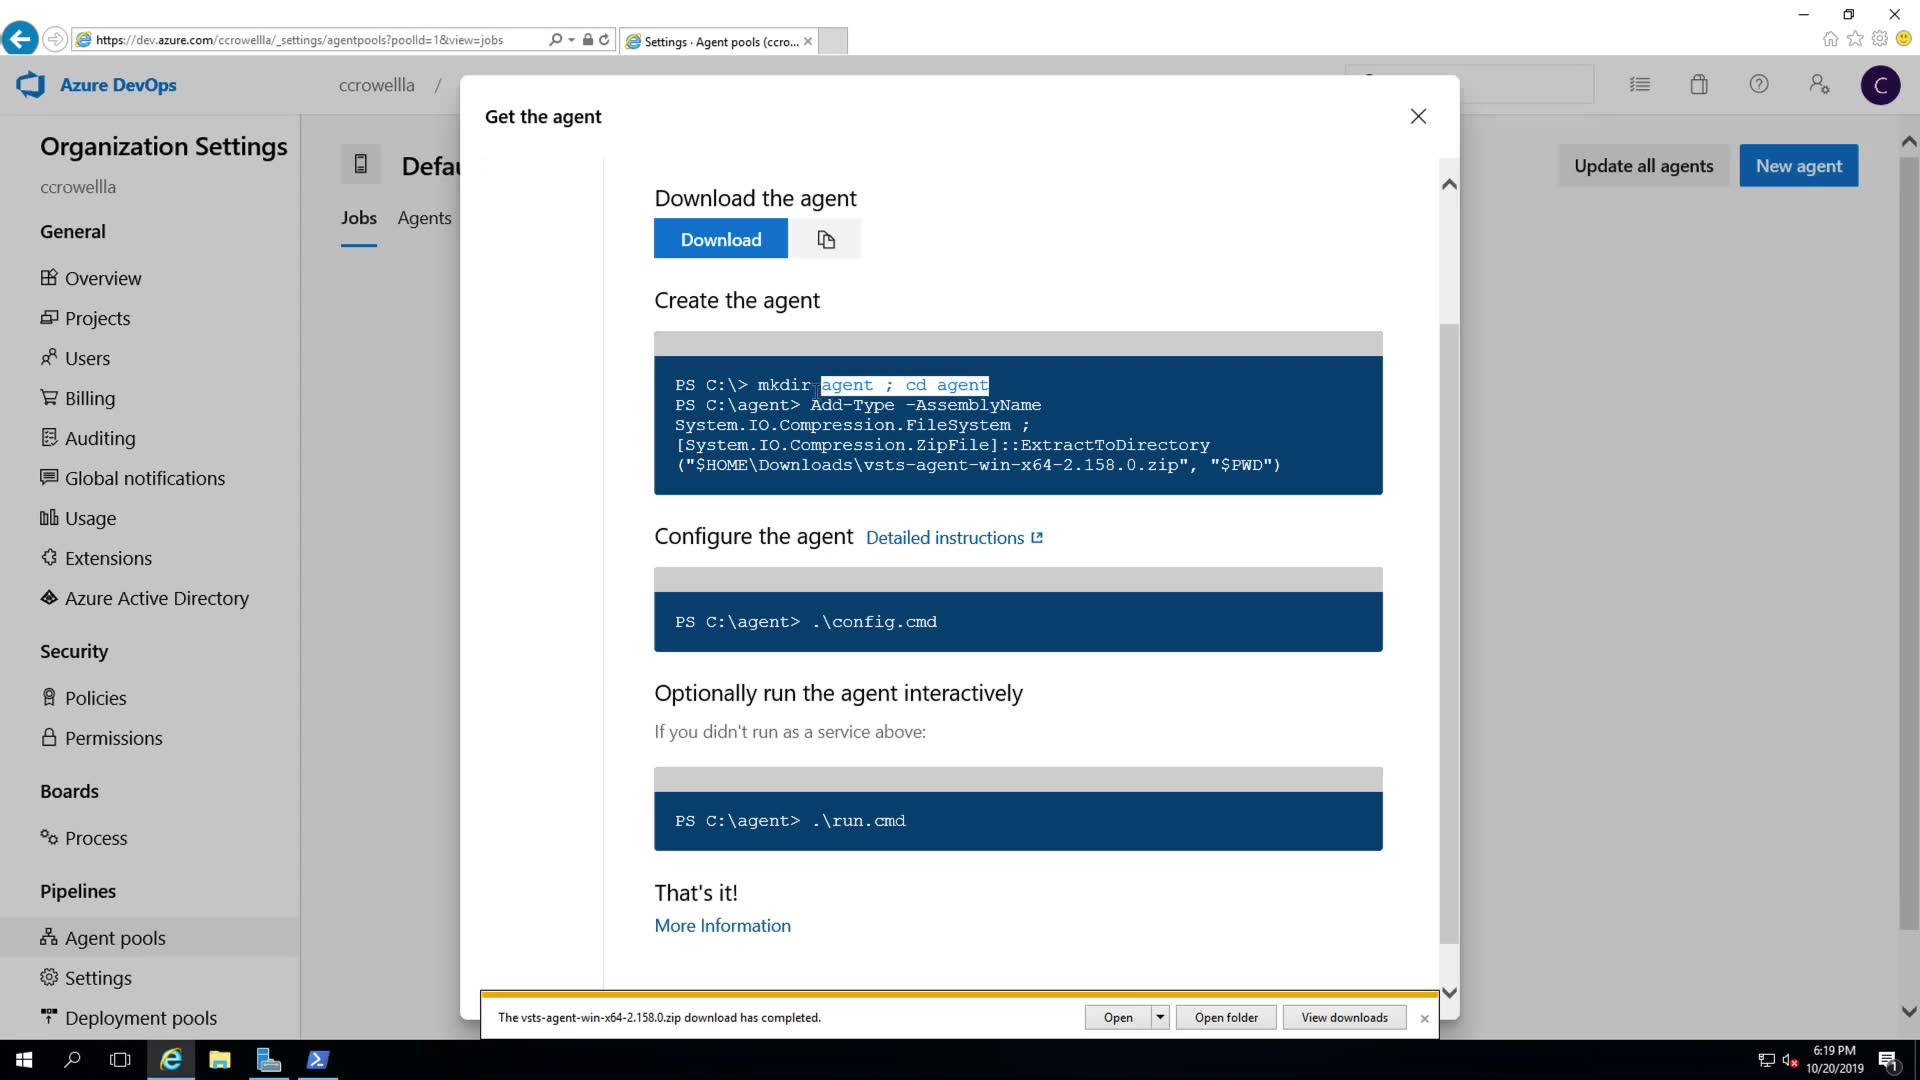 https://dev.azure.com/ccrowellla/_settings/agentpools?poolId=1&view=jobs
Settings - Agent pools (ccro...
Azure DevOps
ccrowellla /
C
Get the agent
Organization Settings
ccrowellla
Defau
Update all agents
New agent
Jobs
Agents
General
Overview
Projects
Users
Billing
Auditing
Global notifications
Usage
Extensions
Azure Active Directory
Security
Policies
Permissions
Boards
Process
Pipelines
Agent pools
Settings
Deployment pools
Download the agent
Download
Create the agent
PS C:\> mkdir agent ; cd agent
PS C:\agent> Add-Type -AssemblyName
System.IO.Compression.FileSystem ;
[System.IO.Compression.ZipFile]::ExtractToDirectory
("$HOME\Downloads\vsts-agent-win-x64-2.158.0.zip", "$PWD")
Configure the agent Detailed instructions
PS C:\agent> .\config.cmd
Optionally run the agent interactively
If you didn't run as a service above:
PS C:\agent> .\run.cmd
That's it!
More Information
The vsts-agent-win-x64-2.158.0.zip download has completed.
Open
Open folder
View downloads
6:19 PM
10/20/2019
1